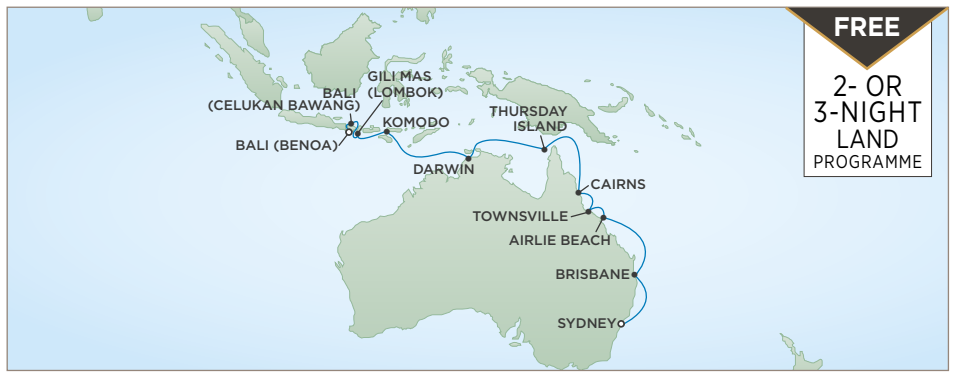 FREE
2- OR
3-NIGHT
LAND
PROGRAMME
GILI MAS
(LOMBOK)
BALI
(CELUKAN BAWANG)
KOMODO
BALI (BENOA)
THURSDAY
ISLAND
DARWIN
CAIRNS
TOWNSVILLE
AIRLIE BEACH
BRISBANE
SYDNEY